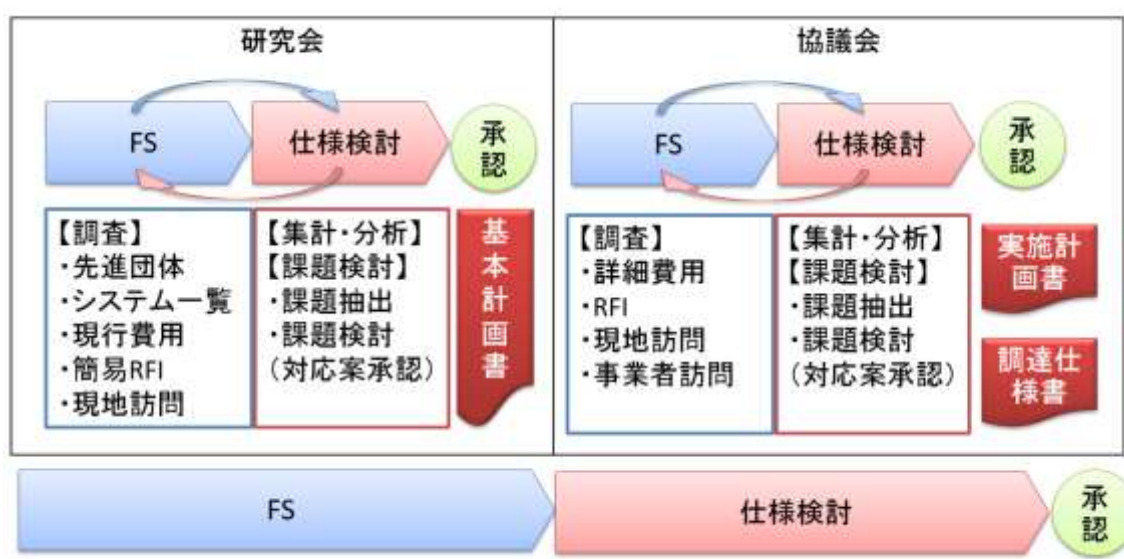 研究会
FS
仕様検討
承
認
【調査】
・先進団体
・システム一覧
・現行費用
・簡易RFI
・現地訪問
【集計・分析】
【課題検討】
・課題抽出
・課題検討
(対応案承認)
基
本
計
画
書
協議会
FS
仕様検討
承
認
【調査】
・詳細費用
・RFI
・現地訪問
・事業者訪問
【集計・分析】
【課題検討】
・課題抽出
・課題検討
(対応案承認)
実施計
画書
調達仕
様書
FS
仕様検討
承
認